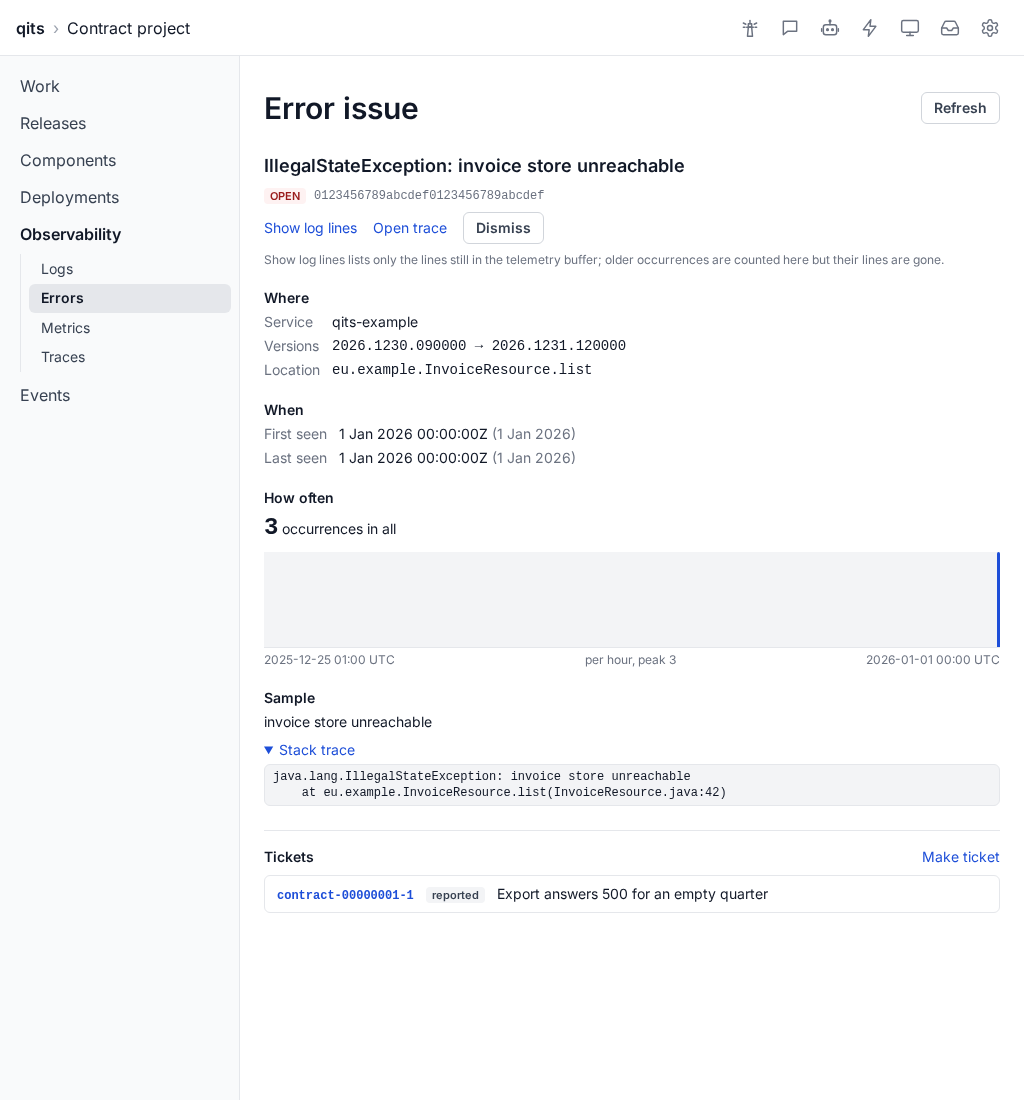 qits › Contract project
Work
Releases
Components
Deployments
Observability
Logs
Errors
Metrics
Traces
Events
Error issue
Refresh
IllegalStateException: invoice store unreachable
OPEN 0123456789abcdef0123456789abcdef
Show log lines Open trace Dismiss
Show log lines lists only the lines still in the telemetry buffer; older occurrences are counted here but their lines are gone.
Where
Service qits-example
Versions 2026.1230.090000 → 2026.1231.120000
Location eu.example.InvoiceResource.list
When
First seen 1 Jan 2026 00:00:00Z (1 Jan 2026)
Last seen 1 Jan 2026 00:00:00Z (1 Jan 2026)
How often
3 occurrences in all
2025-12-25 01:00 UTC per hour, peak 3 2026-01-01 00:00 UTC
Sample
invoice store unreachable
▼ Stack trace
java.lang.IllegalStateException: invoice store unreachable
    at eu.example.InvoiceResource.list(InvoiceResource.java:42)
Tickets Make ticket
contract-00000001-1 reported Export answers 500 for an empty quarter